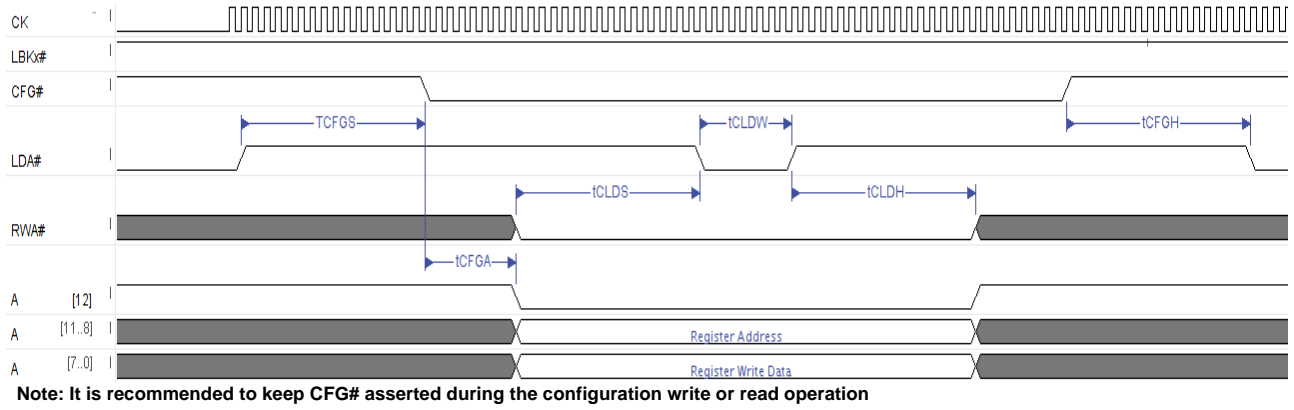 CK
LBKx#
CFG#
TCFGS
tCLDW
tCFGH
LDA#
tCLDS
tCLDH
RWA#
tCFGA
A [12]
A [11..8] Register Address
A [7..0] Register Write Data
Note: It is recommended to keep CFG# asserted during the configuration write or read operation